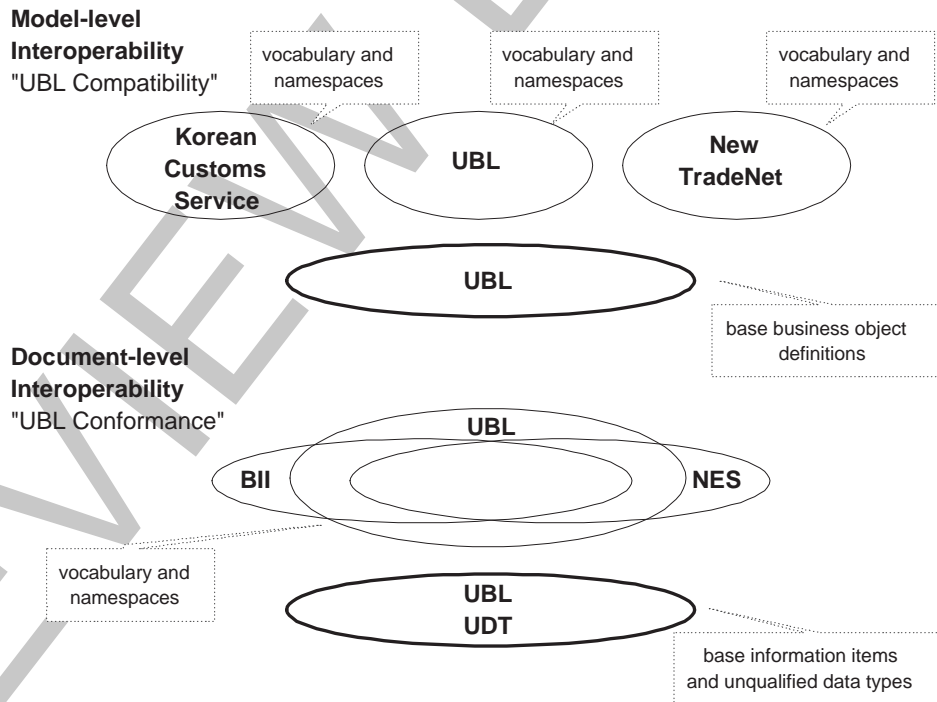 Model-level
Interoperability
"UBL Compatibility"
vocabulary and
namespaces
vocabulary and
namespaces
vocabulary and
namespaces
Korean
Customs
Service
UBL
New
TradeNet
UBL
base business object
definitions
Document-level
Interoperability
"UBL Conformance"
UBL
BII
NES
vocabulary and
namespaces
UBL
UDT
base information items
and unqualified data types